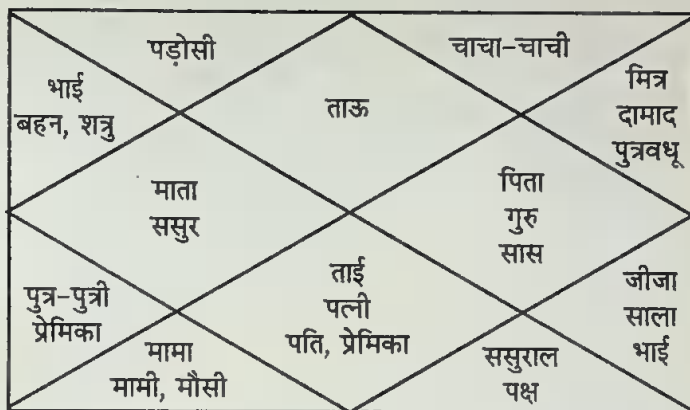 पड़ोसी
चाचा-चाची
भाई
बहन, शत्रु
ताऊ
मित्र
दामाद
पुत्रवधू
माता
ससुर
पिता
गुरु
सास
पुत्र-पुत्री
प्रेमिका
ताई
पत्नी
पति, प्रेमिका
जीजा
साला
भाई
मामा
मामी, मौसी
ससुराल
पक्ष